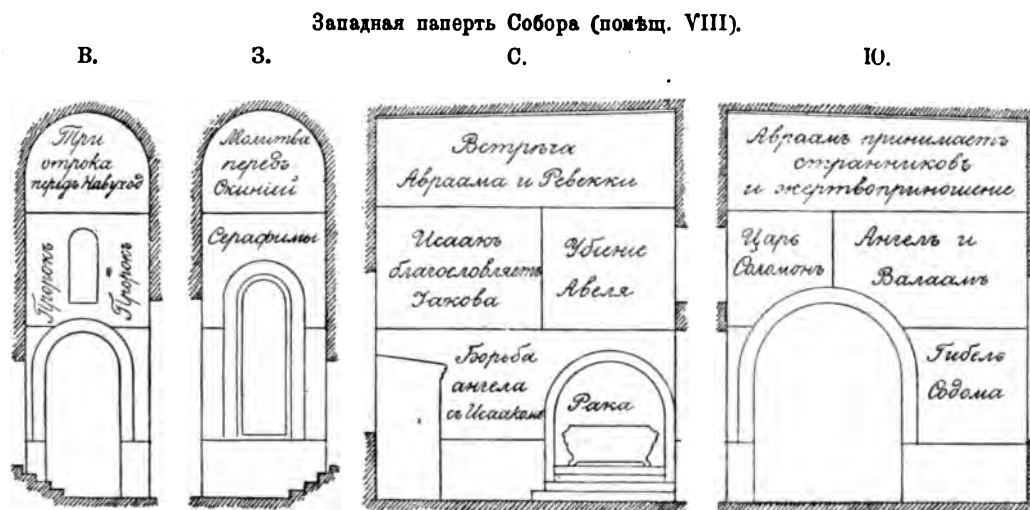 Западная паперть Собора (помѣщ. VIII).
В.
З.
С.
Ю.
Три
отрока
передъ Навуход
Пророкъ
Пророкъ
Молитва
передъ
Скиніей
Серафимы
Встрѣча
Авраама и Ревекки
Исаакъ
благословляетъ
Іакова
Убіеніе
Авеля
Борьба
ангела
съ Исаакомъ
Рака
Авраамъ принимаетъ
странниковъ
и жертвоприношеніе
Царь
Соломонъ
Ангелъ и
Валаамъ
Гибель
Содома